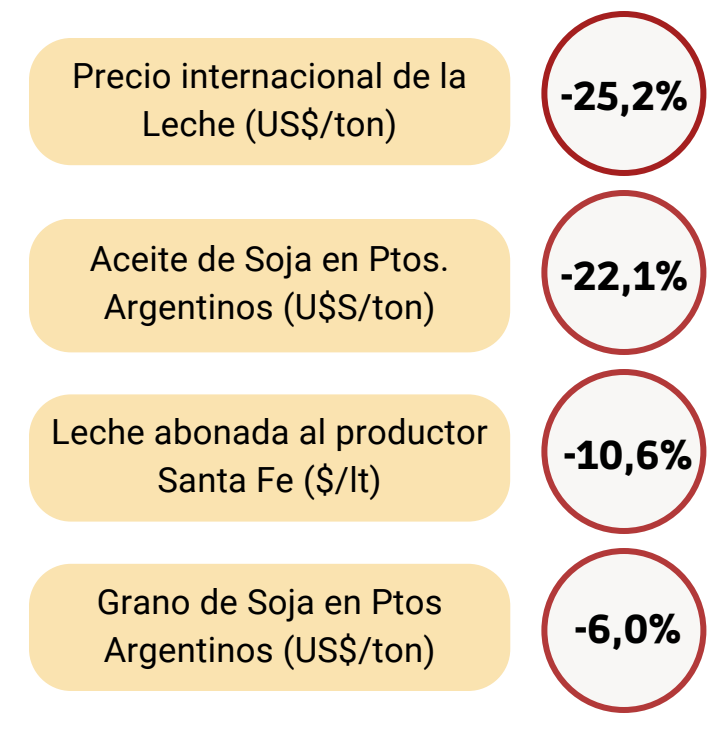 Precio internacional de la
Leche (US$/ton)
-25,2%
Aceite de Soja en Ptos.
Argentinos (U$S/ton)
-22,1%
Leche abonada al productor
Santa Fe ($/lt)
-10,6%
Grano de Soja en Ptos
Argentinos (US$/ton)
-6,0%